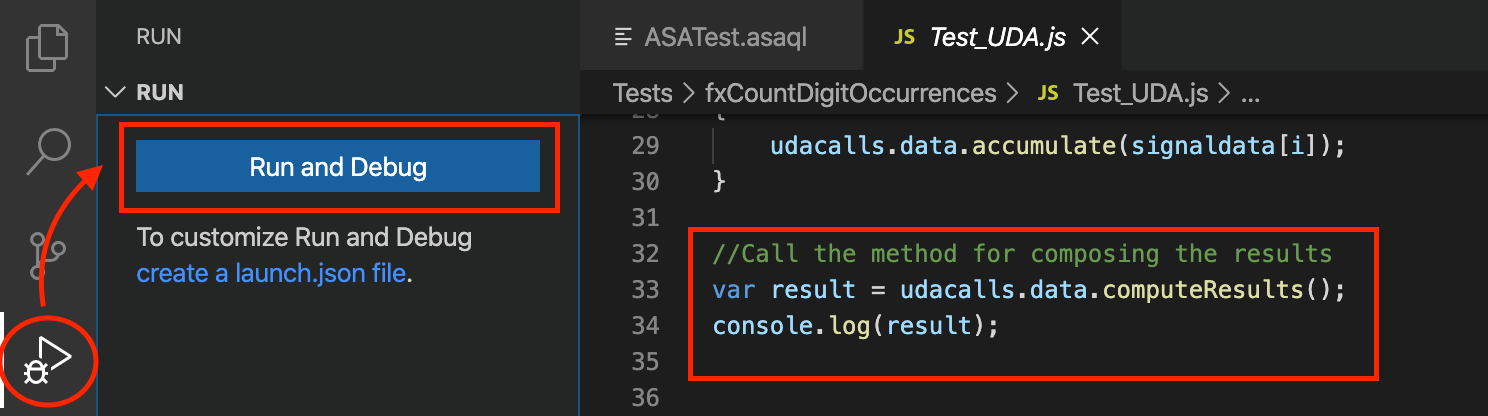 RUN
RUN
Run and Debug
To customize Run and Debug
create a launch.json file.
ASATest.asaql
JS Test_UDA.js
Tests > fxCountDigitOccurrences > JS Test_UDA.js > ...
28 {
29 udacalls.data.accumulate(signaldata[i]);
30 }
31
32 //Call the method for composing the results
33 var result = udacalls.data.computeResults();
34 console.log(result);
35
36